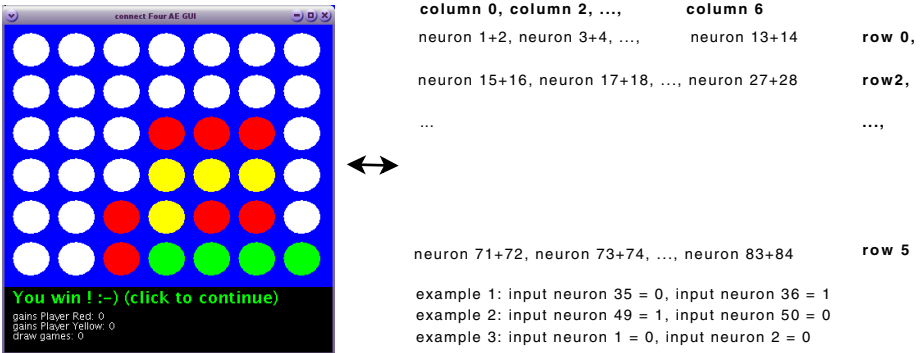 connect Four AE GUI
You win ! :-) (click to continue)
gains Player Red: 0
gains Player Yellow: 0
draw games: 0
column 0, column 2, ..., column 6
neuron 1+2, neuron 3+4, ..., neuron 13+14 row 0,
neuron 15+16, neuron 17+18, ..., neuron 27+28 row2,
... ...,
neuron 71+72, neuron 73+74, ..., neuron 83+84 row 5
example 1: input neuron 35 = 0, input neuron 36 = 1
example 2: input neuron 49 = 1, input neuron 50 = 0
example 3: input neuron 1 = 0, input neuron 2 = 0